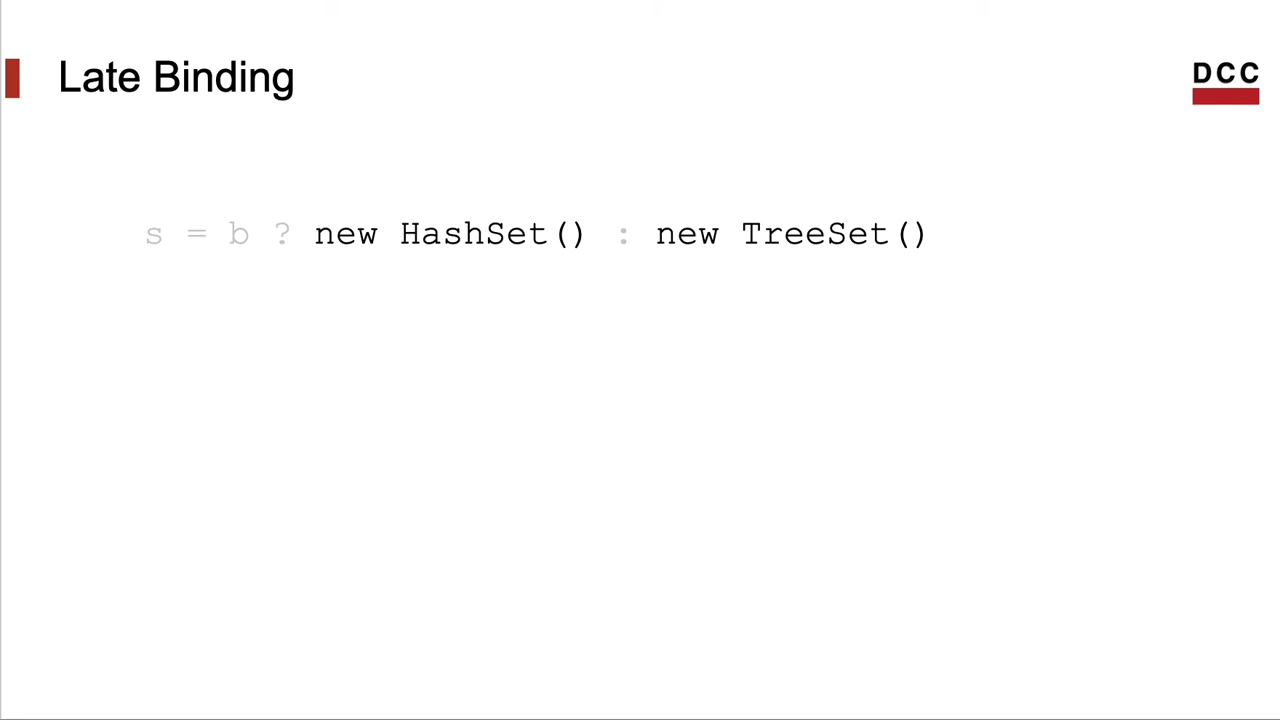 Late Binding
DCC
s = b ? new HashSet() : new TreeSet()